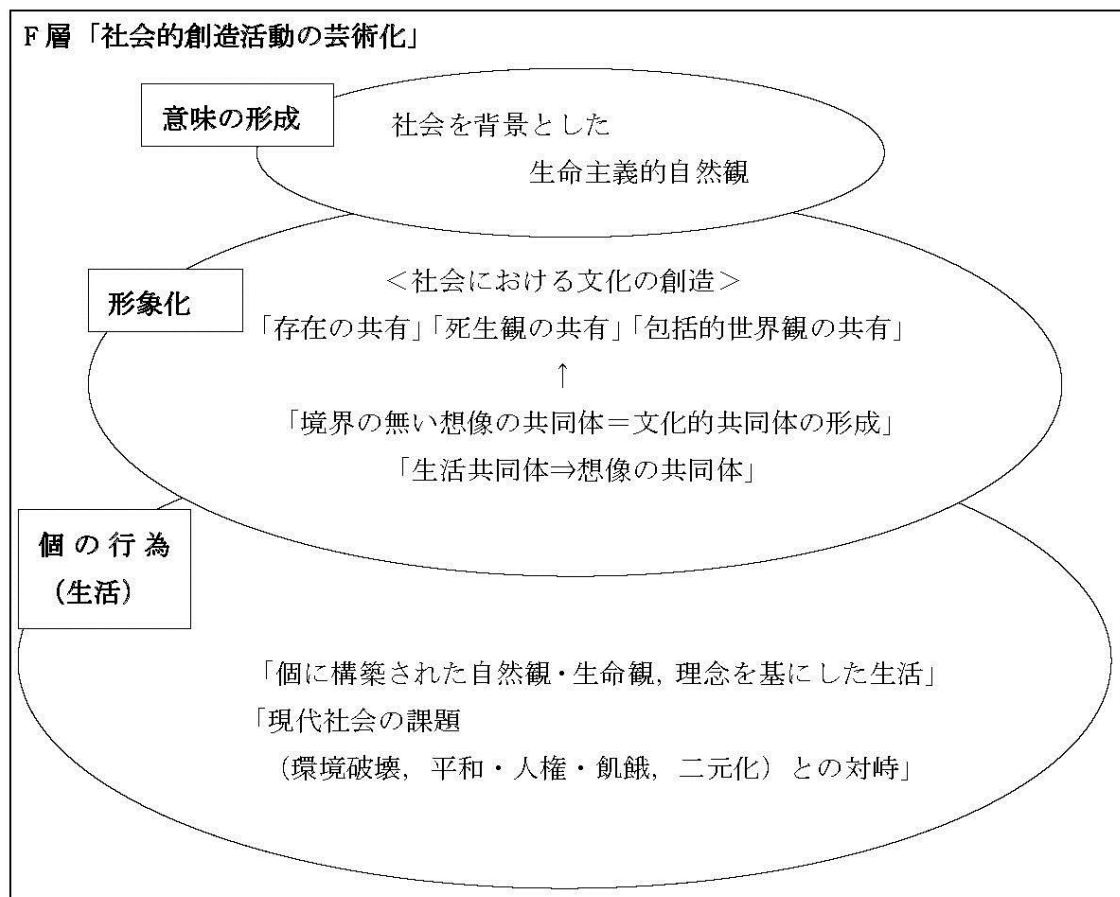 F層「社会的創造活動の芸術化」
意味の形成
社会を背景とした
生命主義的自然観
形象化
＜社会における文化の創造＞
「存在の共有」「死生観の共有」「包括的世界観の共有」
↑
「境界の無い想像の共同体＝文化的共同体の形成」
「生活共同体⇒想像の共同体」
個の行為
（生活）
「個に構築された自然観・生命観，理念を基にした生活」
「現代社会の課題
（環境破壊，平和・人権・飢餓，二元化）との対峙」